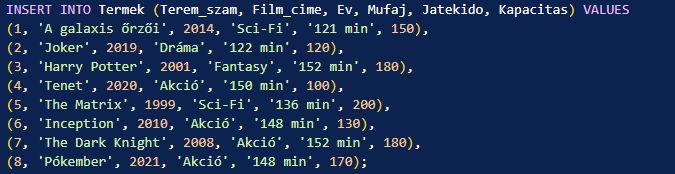 INSERT INTO Termek (Terem_szam, Film_cime, Ev, Mufaj, Jatekido, Kapacitas) VALUES
(1, 'A galaxis őrzői', 2014, 'Sci-Fi', '121 min', 150),
(2, 'Joker', 2019, 'Dráma', '122 min', 120),
(3, 'Harry Potter', 2001, 'Fantasy', '152 min', 180),
(4, 'Tenet', 2020, 'Akció', '150 min', 100),
(5, 'The Matrix', 1999, 'Sci-Fi', '136 min', 200),
(6, 'Inception', 2010, 'Akció', '148 min', 130),
(7, 'The Dark Knight', 2008, 'Akció', '152 min', 180),
(8, 'Pókember', 2021, 'Akció', '148 min', 170);